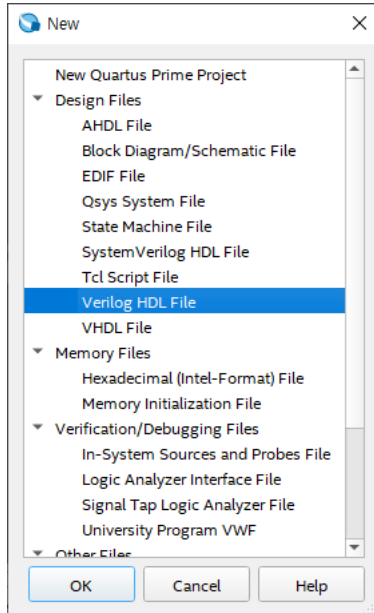 New
New Quartus Prime Project
Design Files
AHDL File
Block Diagram/Schematic File
EDIF File
Qsys System File
State Machine File
SystemVerilog HDL File
Tcl Script File
Verilog HDL File
VHDL File
Memory Files
Hexadecimal (Intel-Format) File
Memory Initialization File
Verification/Debugging Files
In-System Sources and Probes File
Logic Analyzer Interface File
Signal Tap Logic Analyzer File
University Program VWF
Other Files
OK Cancel Help